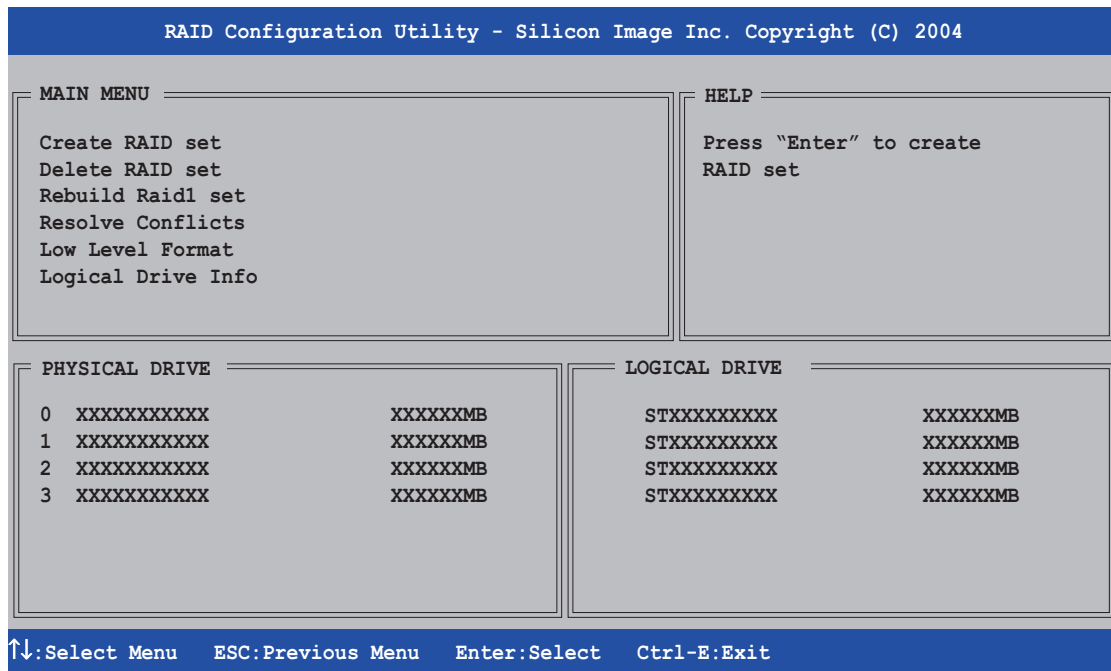 RAID Configuration Utility - Silicon Image Inc. Copyright (C) 2004
MAIN MENU
Create RAID set
Delete RAID set
Rebuild Raid1 set
Resolve Conflicts
Low Level Format
Logical Drive Info
HELP
Press “Enter” to create
RAID set
PHYSICAL DRIVE
0 XXXXXXXXXXX XXXXXXMB
1 XXXXXXXXXXX XXXXXXMB
2 XXXXXXXXXXX XXXXXXMB
3 XXXXXXXXXXX XXXXXXMB
LOGICAL DRIVE
STXXXXXXXXX XXXXXXMB
STXXXXXXXXX XXXXXXMB
STXXXXXXXXX XXXXXXMB
STXXXXXXXXX XXXXXXMB
↑↓:Select Menu ESC:Previous Menu Enter:Select Ctrl-E:Exit